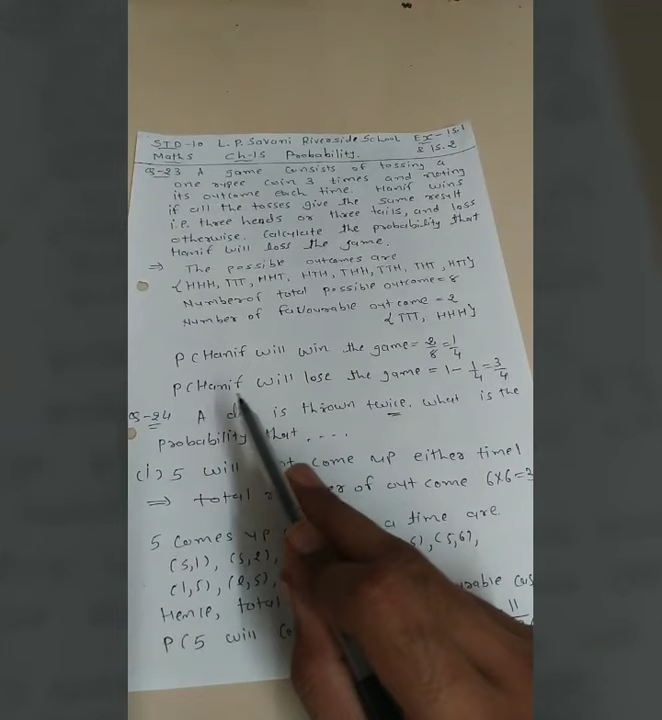 STD-10 L.P. Savani Riverside School Ex-15.1
Maths Ch-15 Probability. & 15.2
Q-23 A game consists of tossing a
one rupee coin 3 times and noting
its outcome each time. Hanif wins
if all the tosses give the same result
i.e. three heads or three tails, and loss
otherwise. Calculate the probability that
Hanif will loss the game.
⇒ The possible outcomes are
{HHH, TTT, HHT, HTH, THH, TTH, THT, HTT}
Number of total possible outcome = 8
Number of favourable outcome = 2
{TTT, HHH}
P(Hanif will win the game = 2/8 = 1/4
P(Hanif will lose the game = 1 - 1/4 = 3/4
Q-24 A is thrown twice. What is the
probability that . . . .
(i) 5 will come up either time?
⇒ total of out come 6x6=3
5 comes up a time are
(5,1), (5,2), (5,6),
(1,5), (2,5),
Hence, total
P(5 will 11